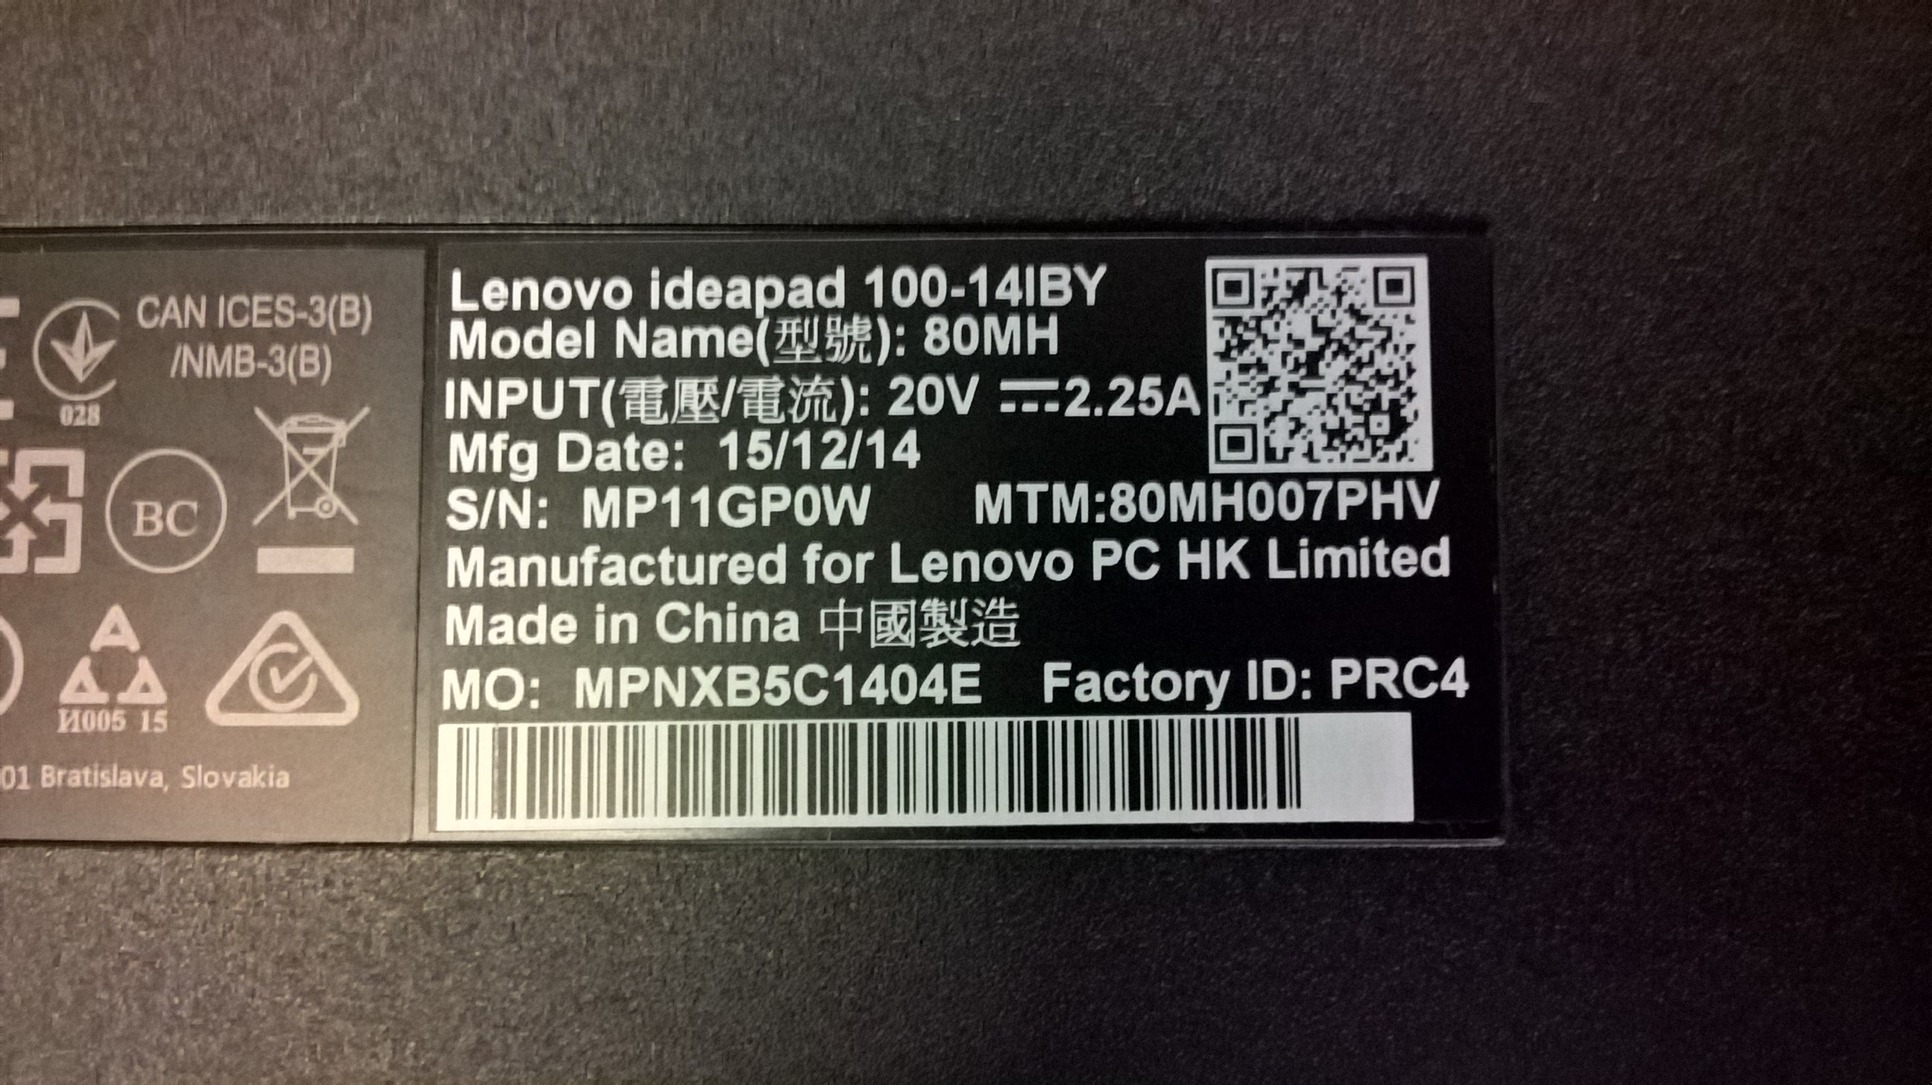 CAN ICES-3(B)
/NMB-3(B)
028
BC
И005 15
01 Bratislava, Slovakia
Lenovo ideapad 100-14IBY
Model Name(型號): 80MH
INPUT(電壓/電流): 20V ⎓2.25A
Mfg Date: 15/12/14
S/N: MP11GP0W MTM:80MH007PHV
Manufactured for Lenovo PC HK Limited
Made in China 中國製造
MO: MPNXB5C1404E Factory ID: PRC4